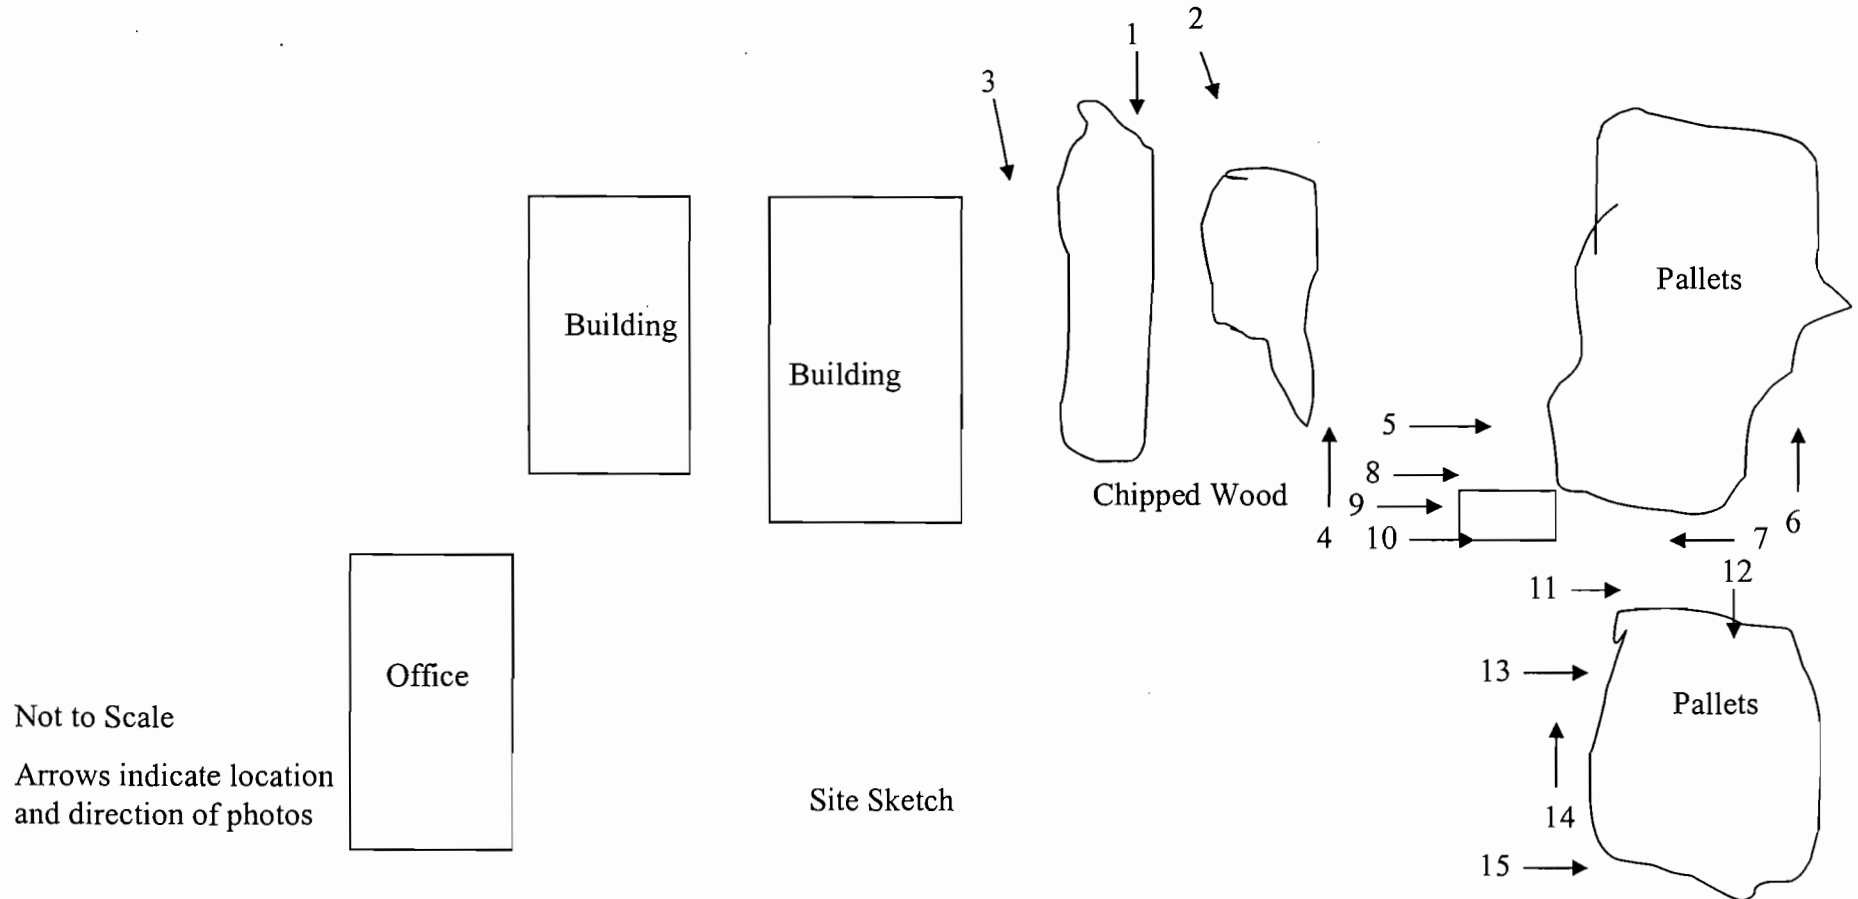 1
2
3
Building
Building
Pallets
5
8
Chipped Wood
9
4
10
6
7
12
11
Office
13
Pallets
Not to Scale
Arrows indicate location
and direction of photos
Site Sketch
14
15